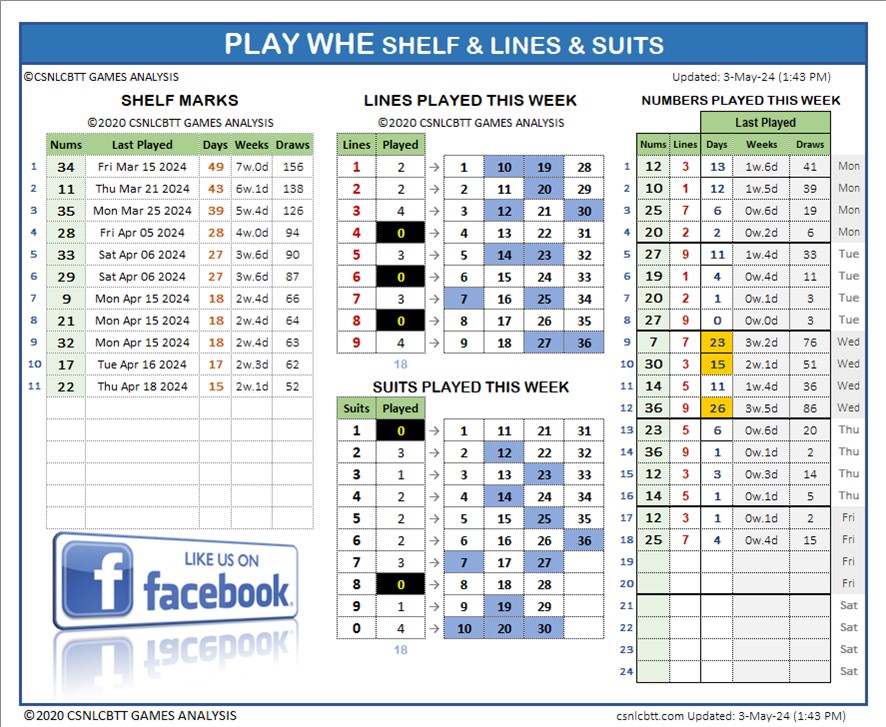 PLAY WHE SHELF & LINES & SUITS
©CSNLCBTT GAMES ANALYSIS
Updated: 3-May-24 (1:43 PM)
SHELF MARKS
©2020 CSNLCBTT GAMES ANALYSIS
Nums Last Played Days Weeks Draws
1 34 Fri Mar 15 2024 49 7w.0d 156
2 11 Thu Mar 21 2024 43 6w.1d 138
3 35 Mon Mar 25 2024 39 5w.4d 126
4 28 Fri Apr 05 2024 28 4w.0d 94
5 33 Sat Apr 06 2024 27 3w.6d 90
6 29 Sat Apr 06 2024 27 3w.6d 87
7 9 Mon Apr 15 2024 18 2w.4d 66
8 21 Mon Apr 15 2024 18 2w.4d 64
9 32 Mon Apr 15 2024 18 2w.4d 63
10 17 Tue Apr 16 2024 17 2w.3d 62
11 22 Thu Apr 18 2024 15 2w.1d 52
LIKE US ON
facebook
LINES PLAYED THIS WEEK
©2020 CSNLCBTT GAMES ANALYSIS
Lines Played
1 2 → 1 10 19 28
2 2 → 2 11 20 29
3 4 → 3 12 21 30
4 0 → 4 13 22 31
5 3 → 5 14 23 32
6 0 → 6 15 24 33
7 3 → 7 16 25 34
8 0 → 8 17 26 35
9 4 → 9 18 27 36
18
SUITS PLAYED THIS WEEK
Suits Played
1 0 → 1 11 21 31
2 3 → 2 12 22 32
3 1 → 3 13 23 33
4 2 → 4 14 24 34
5 2 → 5 15 25 35
6 2 → 6 16 26 36
7 3 → 7 17 27
8 0 → 8 18 28
9 1 → 9 19 29
0 4 → 10 20 30
18
NUMBERS PLAYED THIS WEEK
Last Played
Nums Lines Days Weeks Draws
1 12 3 13 1w.6d 41 Mon
2 10 1 12 1w.5d 39 Mon
3 25 7 6 0w.6d 19 Mon
4 20 2 2 0w.2d 6 Mon
5 27 9 11 1w.4d 33 Tue
6 19 1 4 0w.4d 11 Tue
7 20 2 1 0w.1d 3 Tue
8 27 9 0 0w.0d 3 Tue
9 7 7 23 3w.2d 76 Wed
10 30 3 15 2w.1d 51 Wed
11 14 5 11 1w.4d 36 Wed
12 36 9 26 3w.5d 86 Wed
13 23 5 6 0w.6d 20 Thu
14 36 9 1 0w.1d 2 Thu
15 12 3 3 0w.3d 14 Thu
16 14 5 1 0w.1d 5 Thu
17 12 3 1 0w.1d 2 Fri
18 25 7 4 0w.4d 15 Fri
19 Fri
20 Fri
21 Sat
22 Sat
23 Sat
24 Sat
©2020 CSNLCBTT GAMES ANALYSIS
csnlcbtt.com Updated: 3-May-24 (1:43 PM)